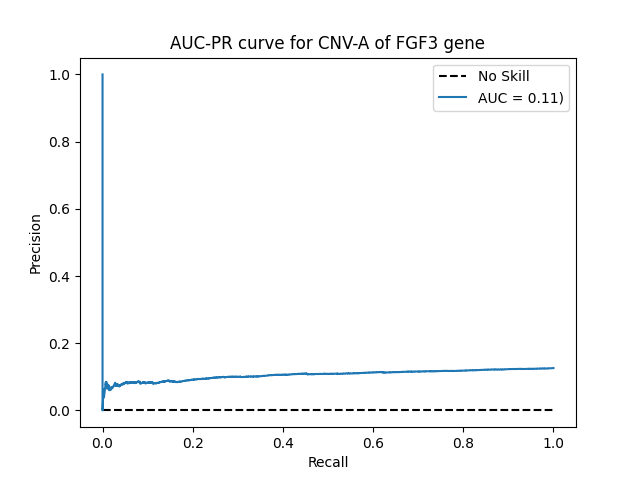 AUC-PR curve for CNV-A of FGF3 gene
No Skill
AUC = 0.11)
1.0
0.8
0.6
0.4
0.2
0.0
Precision
0.0 0.2 0.4 0.6 0.8 1.0
Recall